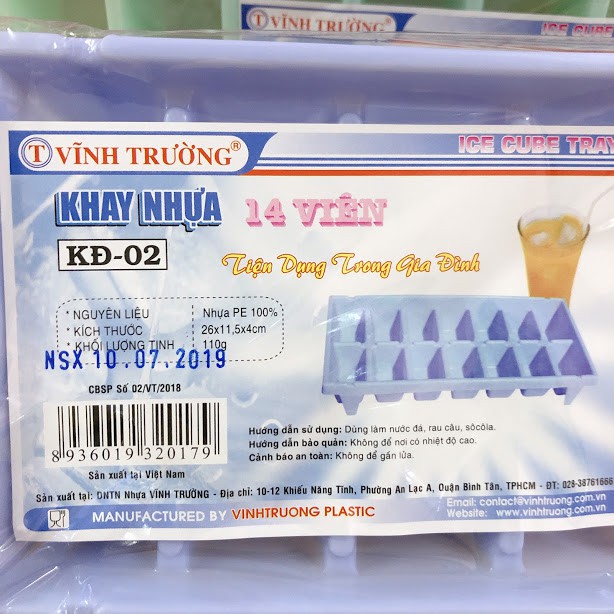 T VĨNH TRƯỜNG® ICE CUBE
T VĨNH TRƯỜNG® ICE CUBE TRAY
KHAY NHỰA 14 VIÊN
KĐ-02
Tiện Dụng Trong Gia Đình
* NGUYÊN LIỆU : Nhựa PE 100%
* KÍCH THƯỚC : 26x11,5x4cm
* KHỐI LƯỢNG TỊNH : 110g
NSX 10.07.2019
CBSP Số 02/VT/2018
8 936019 320179
Sản xuất tại Việt Nam
Hướng dẫn sử dụng: Dùng làm nước đá, rau câu, sôcôla.
Hướng dẫn bảo quản: Không để nơi có nhiệt độ cao.
Cảnh báo an toàn: Không để gần lửa.
Sản xuất tại: DNTN Nhựa VĨNH TRƯỜNG - Địa chỉ: 10-12 Khiếu Năng Tĩnh, Phường An Lạc A, Quận Bình Tân, TPHCM - ĐT: 028-38761666
MANUFACTURED BY VINHTRUONG PLASTIC
Email: contact@vinhtruong.com.vn
Website: www.vinhtruong.com.vn